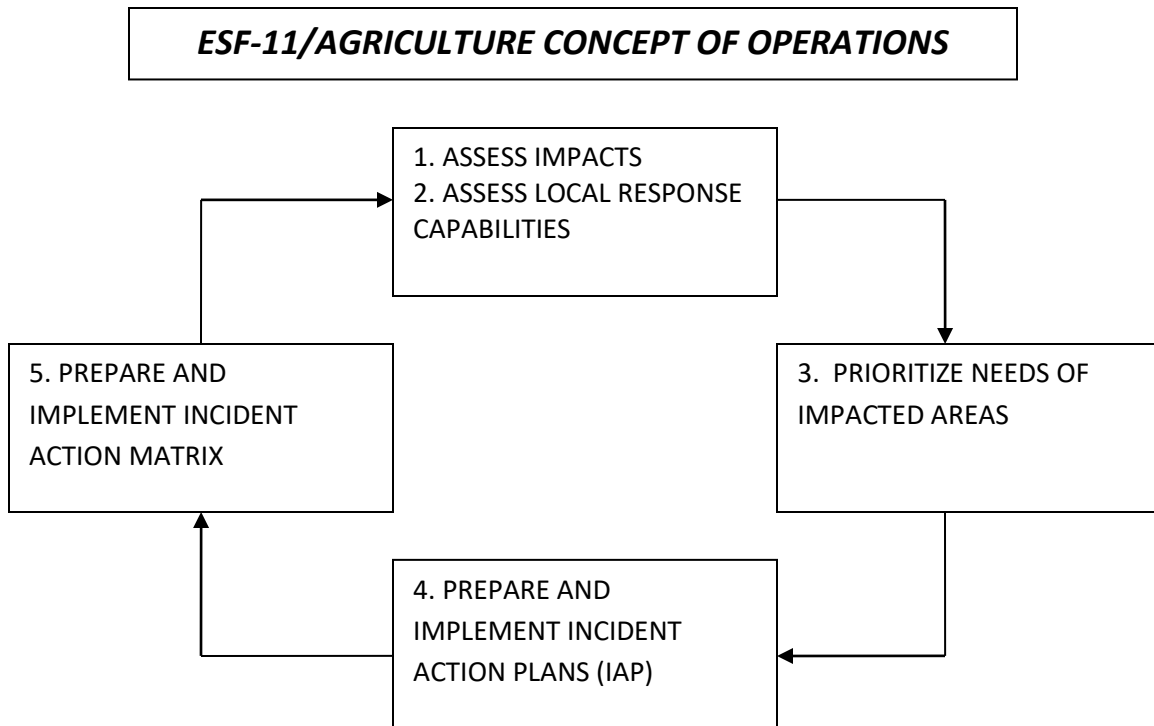 ESF-11/AGRICULTURE CONCEPT OF OPERATIONS
1. ASSESS IMPACTS
2. ASSESS LOCAL RESPONSE
CAPABILITIES
3. PRIORITIZE NEEDS OF
IMPACTED AREAS
4. PREPARE AND
IMPLEMENT INCIDENT
ACTION PLANS (IAP)
5. PREPARE AND
IMPLEMENT INCIDENT
ACTION MATRIX